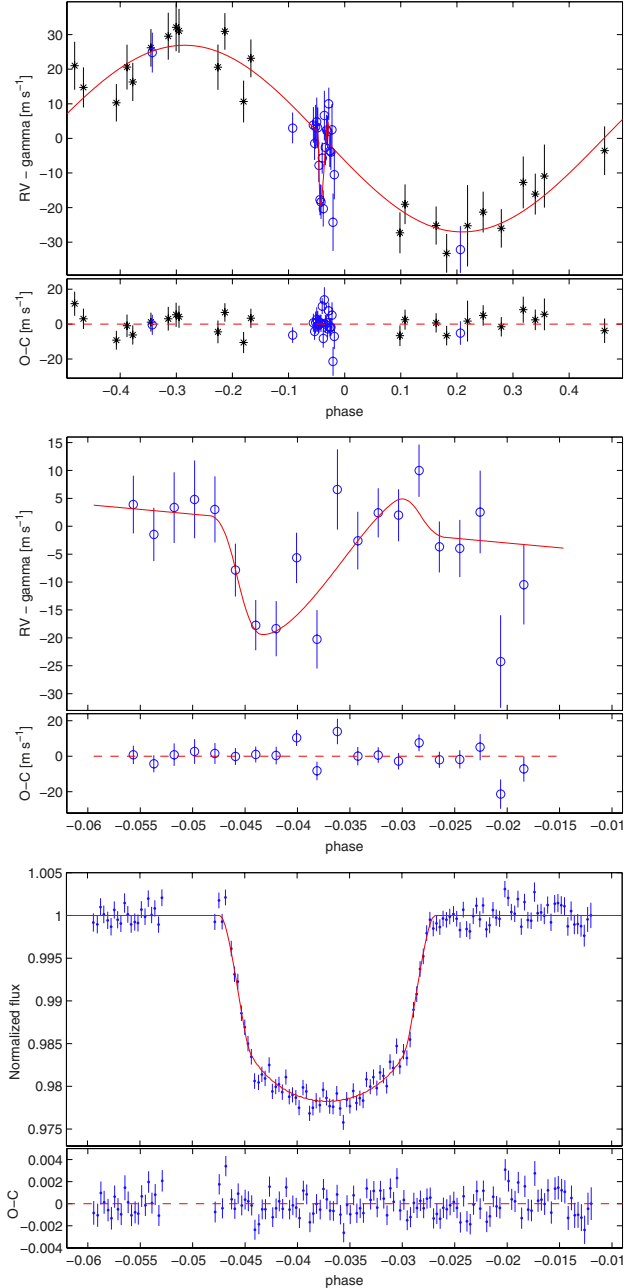 30
20
10
0
−10
−20
−30
RV − gamma [m s−1]
20
0
−20
O−C [m s−1]
−0.4 −0.3 −0.2 −0.1 0 0.1 0.2 0.3 0.4
phase
15
10
5
0
−5
−10
−15
−20
−25
−30
RV − gamma [m s−1]
20
0
−20
O−C [m s−1]
−0.06 −0.055 −0.05 −0.045 −0.04 −0.035 −0.03 −0.025 −0.02 −0.015 −0.01
phase
1.005
1
0.995
0.99
0.985
0.98
0.975
Normalized flux
0.004
0.002
0
−0.002
−0.004
O−C
−0.06 −0.055 −0.05 −0.045 −0.04 −0.035 −0.03 −0.025 −0.02 −0.015 −0.01
phase